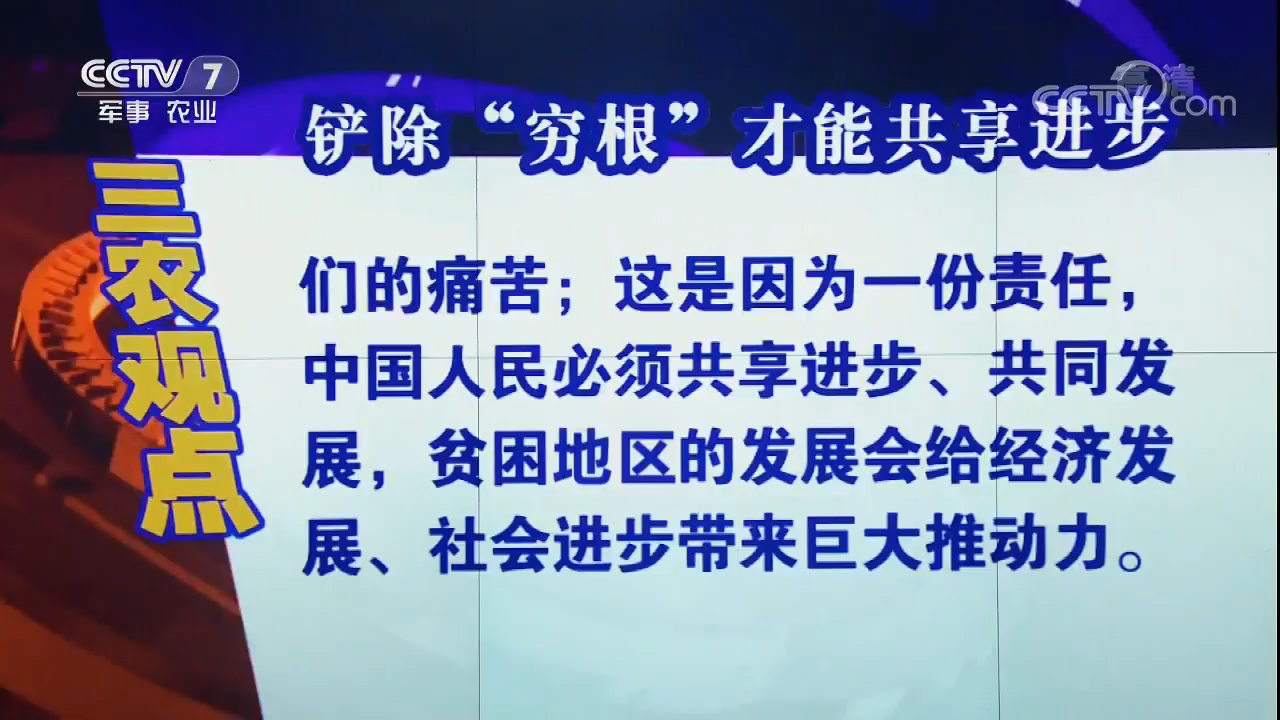 CCTV 7
军事 农业
高清
CCTV.com
铲除“穷根”才能共享进步
三农观点
们的痛苦；这是因为一份责任，
中国人民必须共享进步、共同发
展，贫困地区的发展会给经济发
展、社会进步带来巨大推动力。